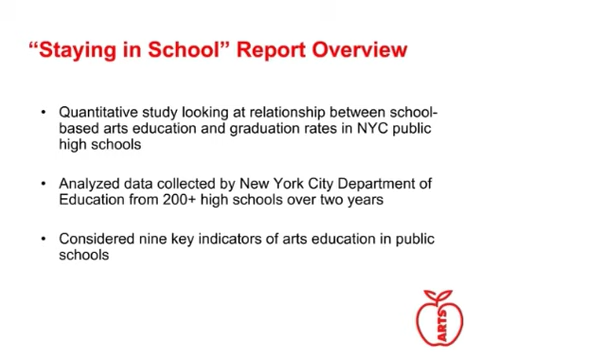 “Staying in School” Report Overview
• Quantitative study looking at relationship between school-
based arts education and graduation rates in NYC public
high schools
• Analyzed data collected by New York City Department of
Education from 200+ high schools over two years
• Considered nine key indicators of arts education in public
schools
ARTS